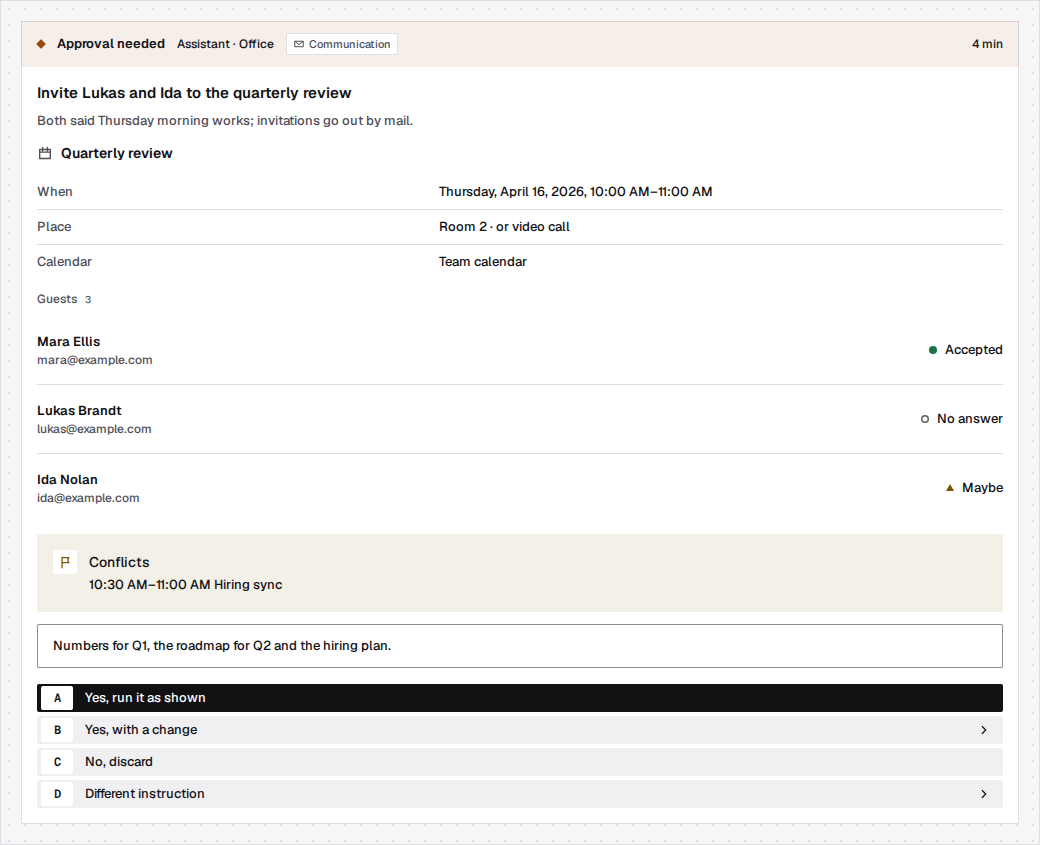 Approval needed Assistant · Office Communication 4 min
Invite Lukas and Ida to the quarterly review
Both said Thursday morning works; invitations go out by mail.
Quarterly review
When Thursday, April 16, 2026, 10:00 AM–11:00 AM
Place Room 2 · or video call
Calendar Team calendar
Guests 3
Mara Ellis
mara@example.com
Accepted
Lukas Brandt
lukas@example.com
No answer
Ida Nolan
ida@example.com
Maybe
Conflicts
10:30 AM–11:00 AM Hiring sync
Numbers for Q1, the roadmap for Q2 and the hiring plan.
A Yes, run it as shown
B Yes, with a change
C No, discard
D Different instruction